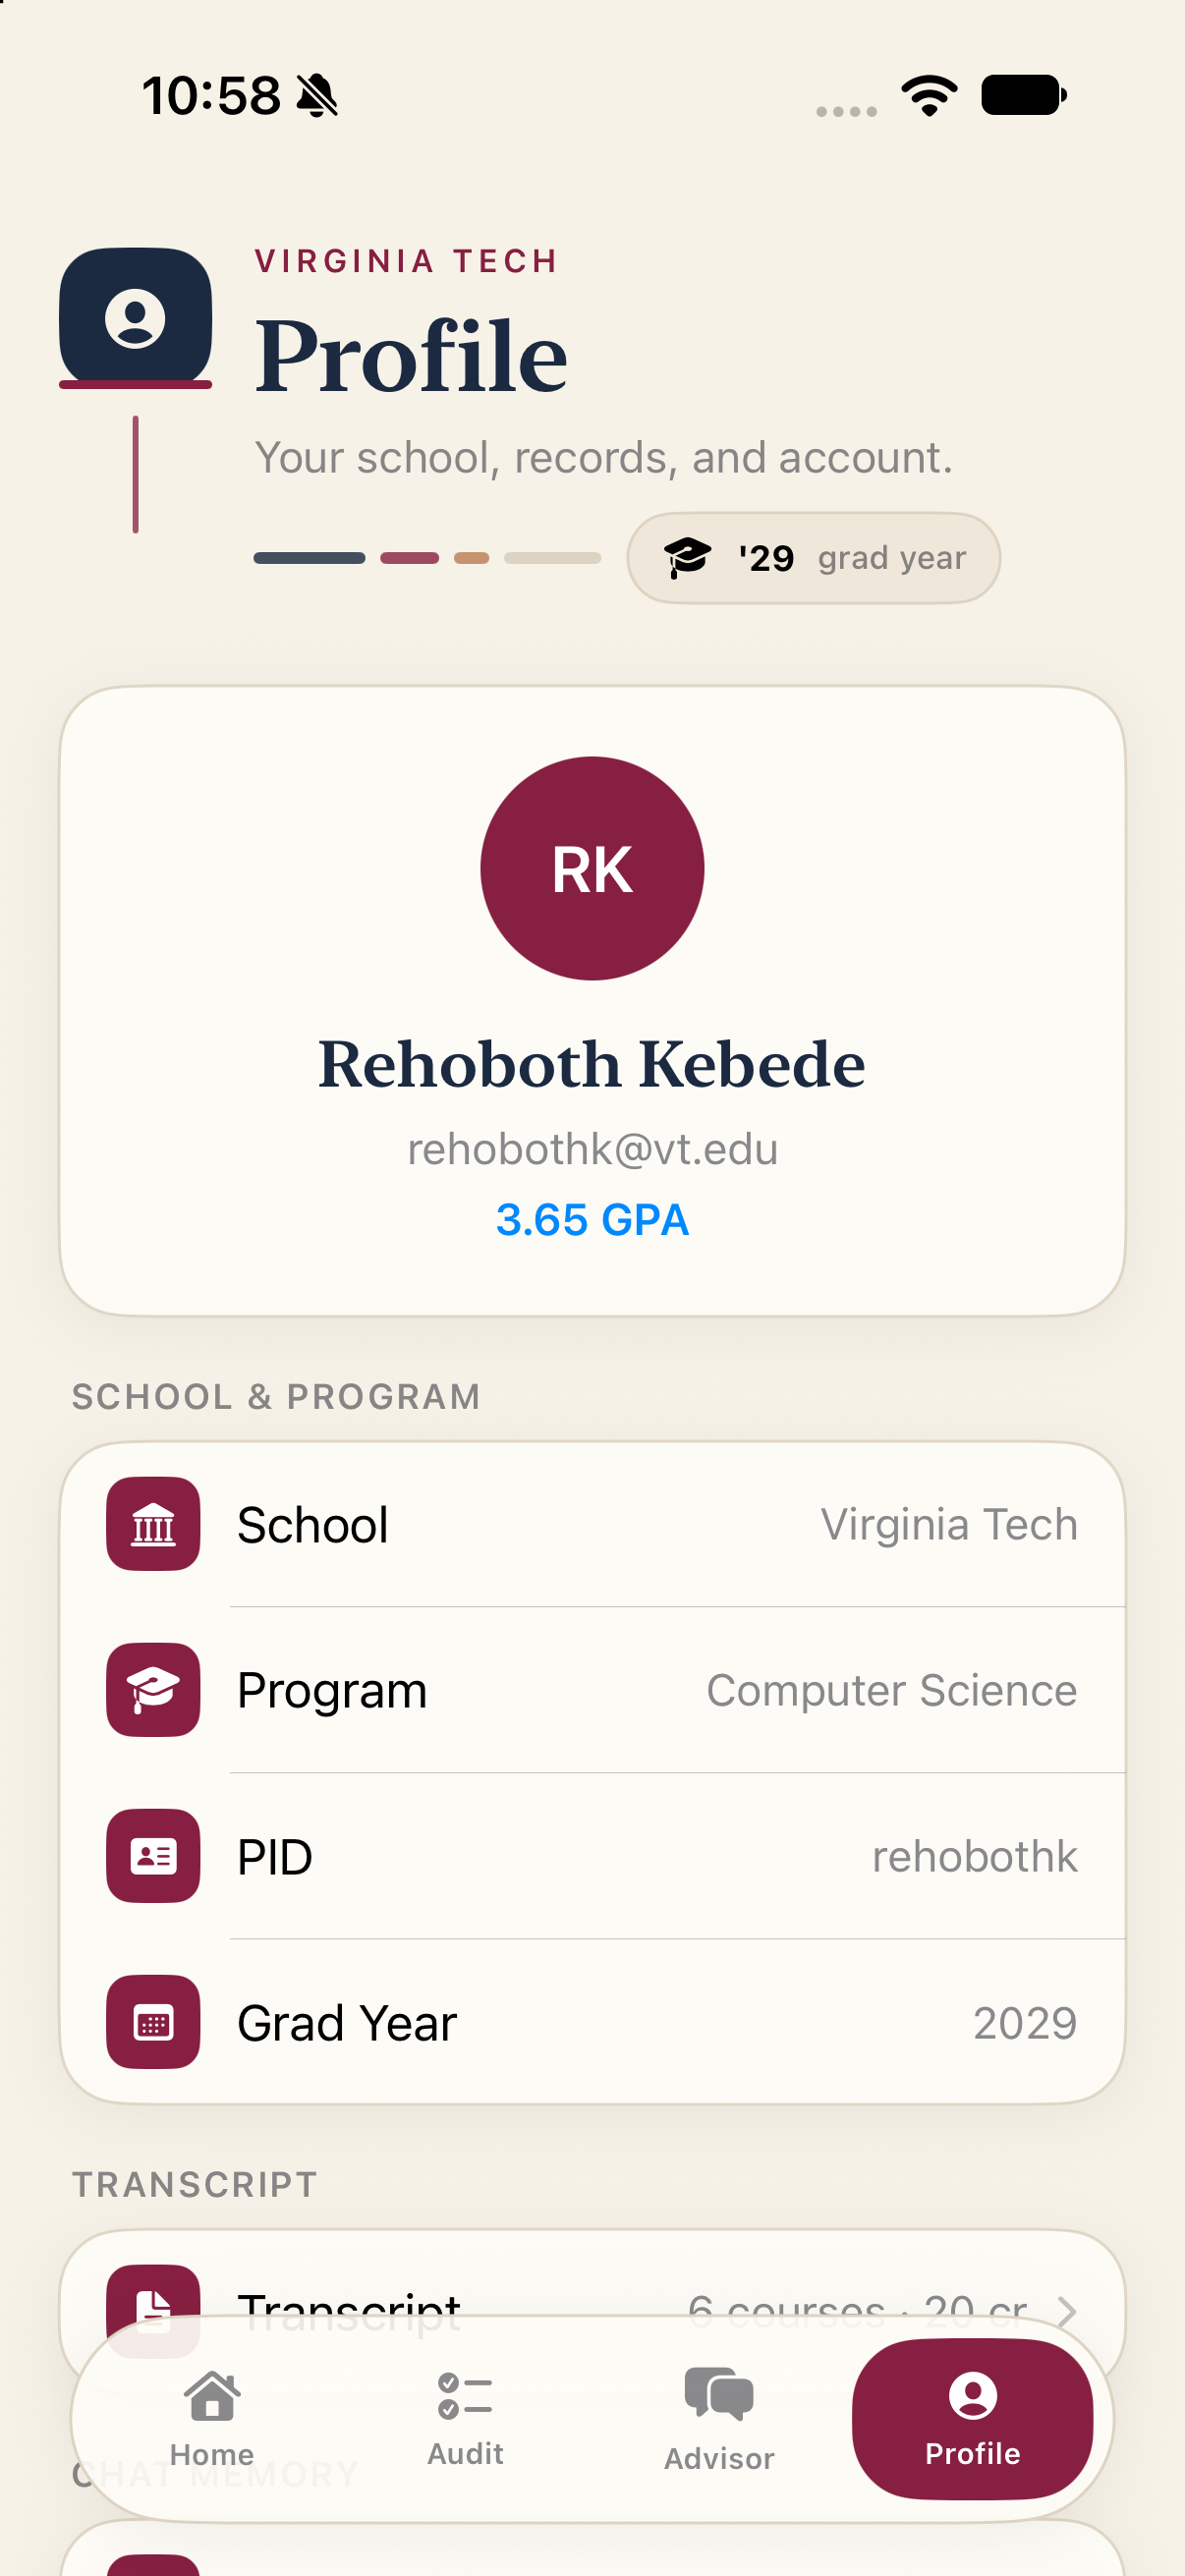 10:58
VIRGINIA TECH
Profile
Your school, records, and account.
'29 grad year
RK
Rehoboth Kebede
rehobothk@vt.edu
3.65 GPA
SCHOOL & PROGRAM
School Virginia Tech
Program Computer Science
PID rehobothk
Grad Year 2029
TRANSCRIPT
Transcript 6 courses · 20 cr
CHAT MEMORY
Home Audit Advisor Profile